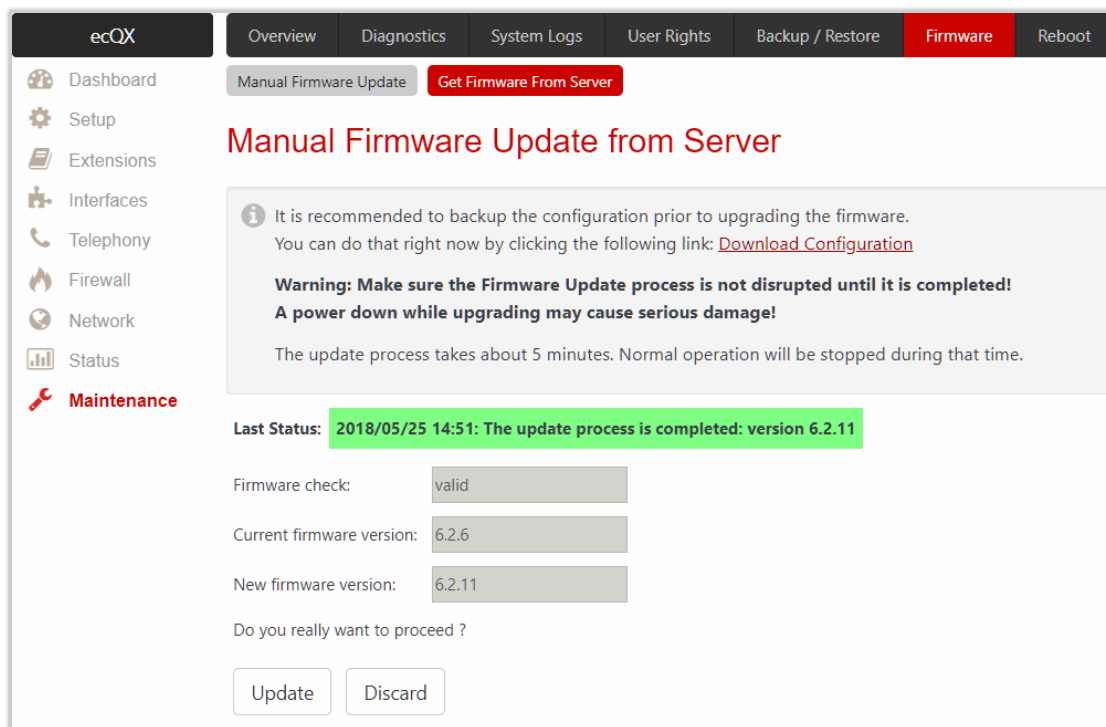 ecQX
Overview Diagnostics System Logs User Rights Backup / Restore Firmware Reboot
Dashboard
Setup
Extensions
Interfaces
Telephony
Firewall
Network
Status
Maintenance
Manual Firmware Update Get Firmware From Server
Manual Firmware Update from Server
It is recommended to backup the configuration prior to upgrading the firmware.
You can do that right now by clicking the following link: Download Configuration
Warning: Make sure the Firmware Update process is not disrupted until it is completed!
A power down while upgrading may cause serious damage!
The update process takes about 5 minutes. Normal operation will be stopped during that time.
Last Status: 2018/05/25 14:51: The update process is completed: version 6.2.11
Firmware check: valid
Current firmware version: 6.2.6
New firmware version: 6.2.11
Do you really want to proceed ?
Update Discard